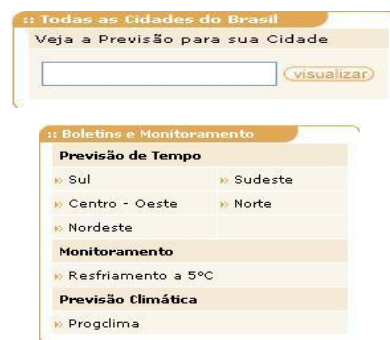 :: Todas as Cidades do Brasil
Veja a Previsão para sua Cidade
visualizar
:: Boletins e Monitoramento
Previsão de Tempo
» Sul » Sudeste
» Centro - Oeste » Norte
» Nordeste
Monitoramento
» Resfriamento a 5ºC
Previsão Climática
» Progclima